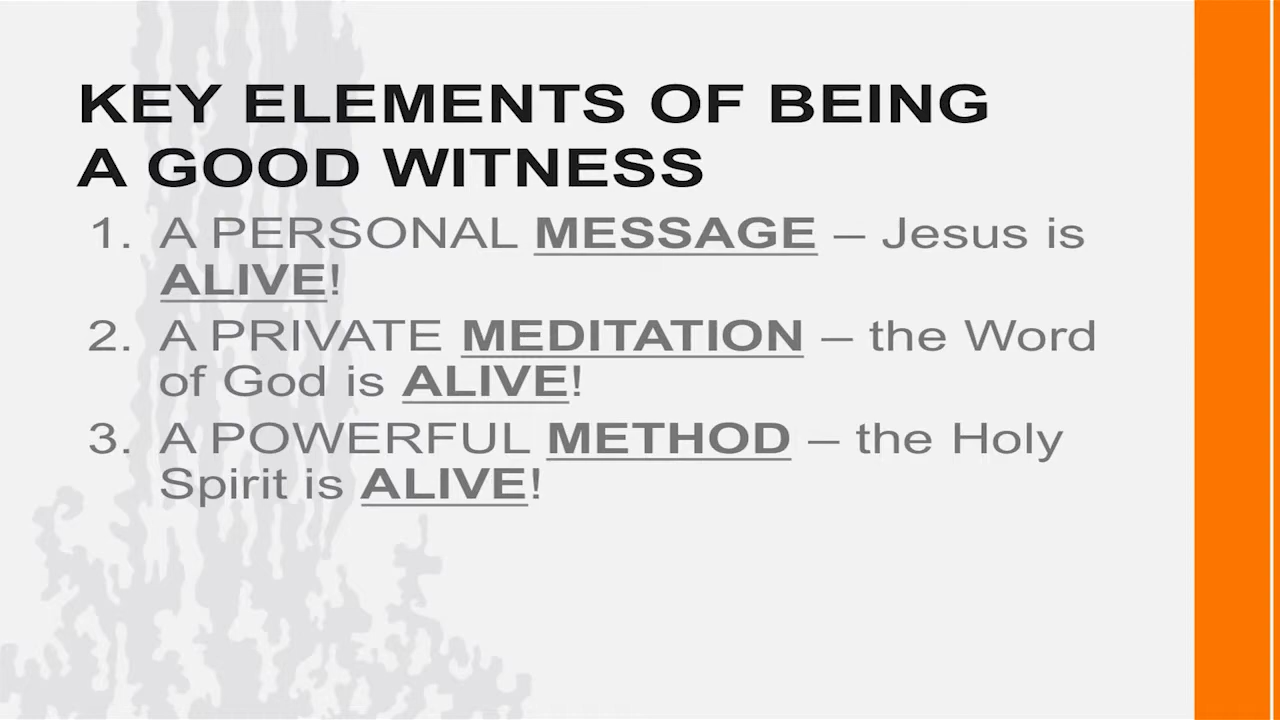 KEY ELEMENTS OF BEING
A GOOD WITNESS
1. A PERSONAL MESSAGE – Jesus is
ALIVE!
2. A PRIVATE MEDITATION – the Word
of God is ALIVE!
3. A POWERFUL METHOD – the Holy
Spirit is ALIVE!